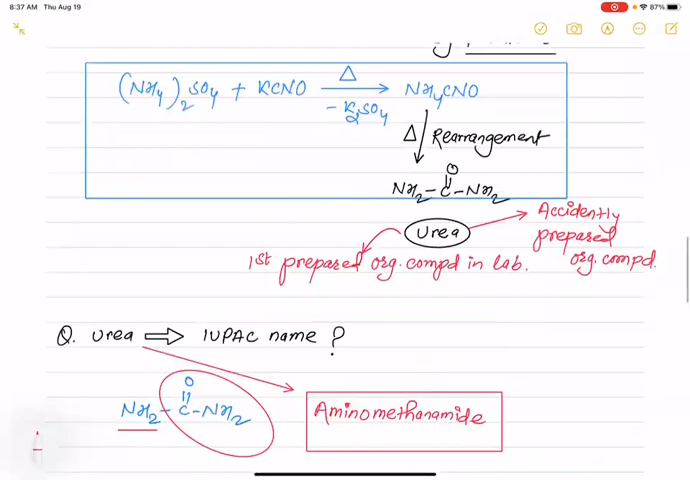 8:37 AM Thu Aug 19
87%
(NH4)2SO4 + KCNO Δ - K2SO4 NH4CNO
Δ Rearrangement
O
NH2-C-NH2
Urea
Accidently
prepared
org. compd.
1st prepared org. compd in lab.
Q. Urea ⇒ IUPAC name ?
O
NH2-C-NH2
Aminomethanamide